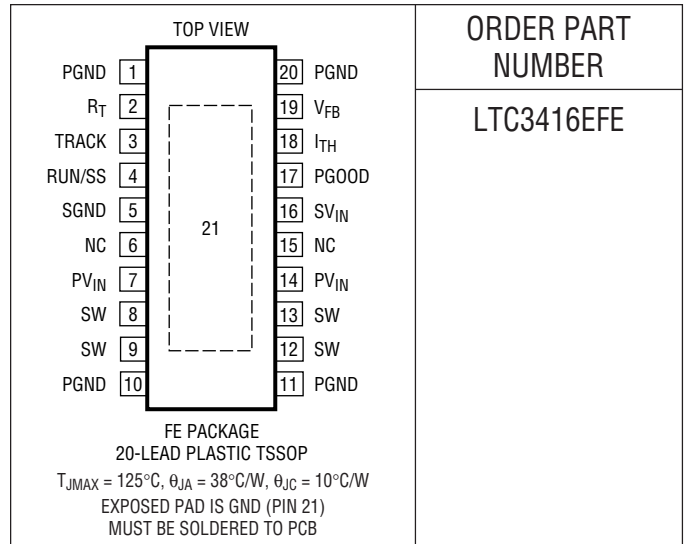 TOP VIEW
PGND 1 20 PGND
RT 2 19 VFB
TRACK 3 18 ITH
RUN/SS 4 17 PGOOD
SGND 5 16 SVIN
NC 6 15 NC
PVIN 7 14 PVIN
SW 8 13 SW
SW 9 12 SW
PGND 10 11 PGND
21
FE PACKAGE
20-LEAD PLASTIC TSSOP
TJMAX = 125°C, θJA = 38°C/W, θJC = 10°C/W
EXPOSED PAD IS GND (PIN 21)
MUST BE SOLDERED TO PCB
ORDER PART
NUMBER
LTC3416EFE